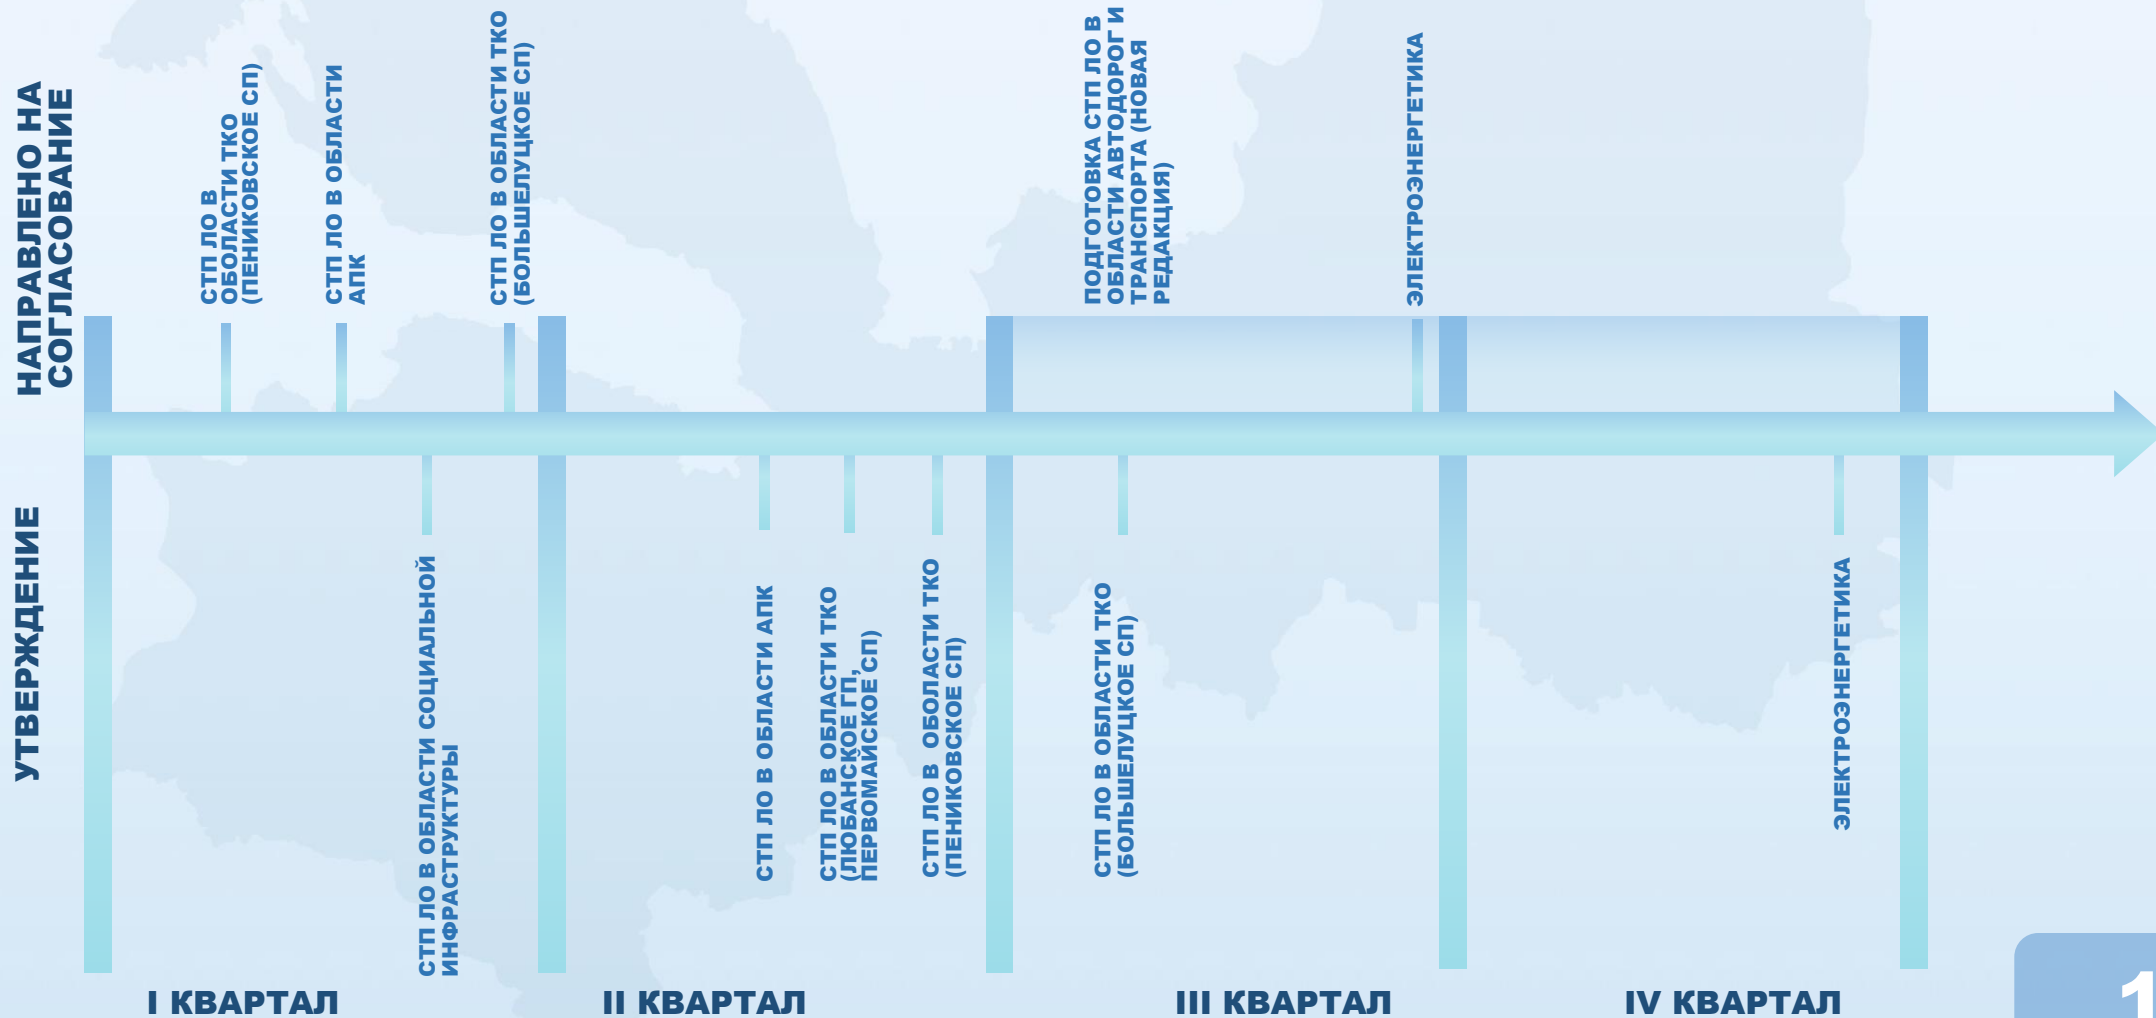 НАПРАВЛЕНО НА
СОГЛАСОВАНИЕ
СТП ЛО В
ОБОЛАСТИ ТКО
(ПЕНИКОВСКОЕ СП)
СТП ЛО В ОБЛАСТИ
АПК
СТП ЛО В ОБЛАСТИ ТКО
(БОЛЬШЕЛУЦКОЕ СП)
ПОДГОТОВКА СТП ЛО В
ОБЛАСТИ АВТОДОРОГ И
ТРАНСПОРТА (НОВАЯ
РЕДАКЦИЯ)
ЭЛЕКТРОЭНЕРГЕТИКА
УТВЕРЖДЕНИЕ
СТП ЛО В ОБЛАСТИ СОЦИАЛЬНОЙ
ИНФРАСТРУКТУРЫ
СТП ЛО В ОБЛАСТИ АПК
СТП ЛО В ОБЛАСТИ ТКО
(ЛЮБАНСКОЕ ГП,
ПЕРВОМАЙСКОЕ СП)
СТП ЛО В ОБОЛАСТИ ТКО
(ПЕНИКОВСКОЕ СП)
СТП ЛО В ОБЛАСТИ ТКО
(БОЛЬШЕЛУЦКОЕ СП)
ЭЛЕКТРОЭНЕРГЕТИКА
I КВАРТАЛ
II КВАРТАЛ
III КВАРТАЛ
IV КВАРТАЛ
1